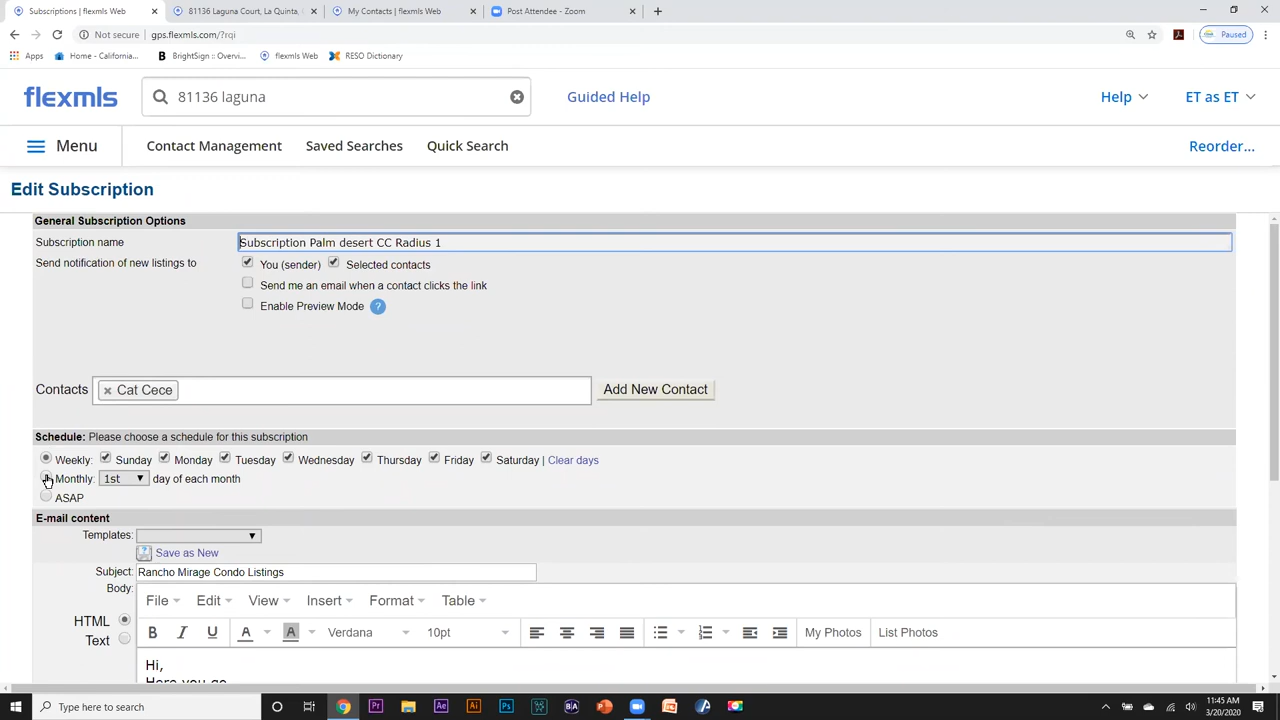 Subscriptions | flexmls Web
81136 Laguna Court, La Quinta,
My Contacts | flexmls Web
Post Attendee - Zoom
Not secure | gps.flexmls.com/?rqi
Paused
Apps
Home - California...
BrightSign :: Overvi...
flexmls Web
RESO Dictionary
flexmls
81136 laguna
Guided Help
Help
ET as ET
Menu
Contact Management
Saved Searches
Quick Search
Reorder...
Edit Subscription
General Subscription Options
Subscription name
Subscription Palm desert CC Radius 1
Send notification of new listings to
You (sender)
Selected contacts
Send me an email when a contact clicks the link
Enable Preview Mode ?
Contacts
× Cat Cece
Add New Contact
Schedule: Please choose a schedule for this subscription
Weekly: Sunday Monday Tuesday Wednesday Thursday Friday Saturday | Clear days
Monthly: 1st day of each month
ASAP
E-mail content
Templates:
Save as New
Subject: Rancho Mirage Condo Listings
Body:
File Edit View Insert Format Table
HTML
Text
B I U A A Verdana 10pt My Photos List Photos
Hi,
Here you go
Type here to search
11:45 AM
3/20/2020